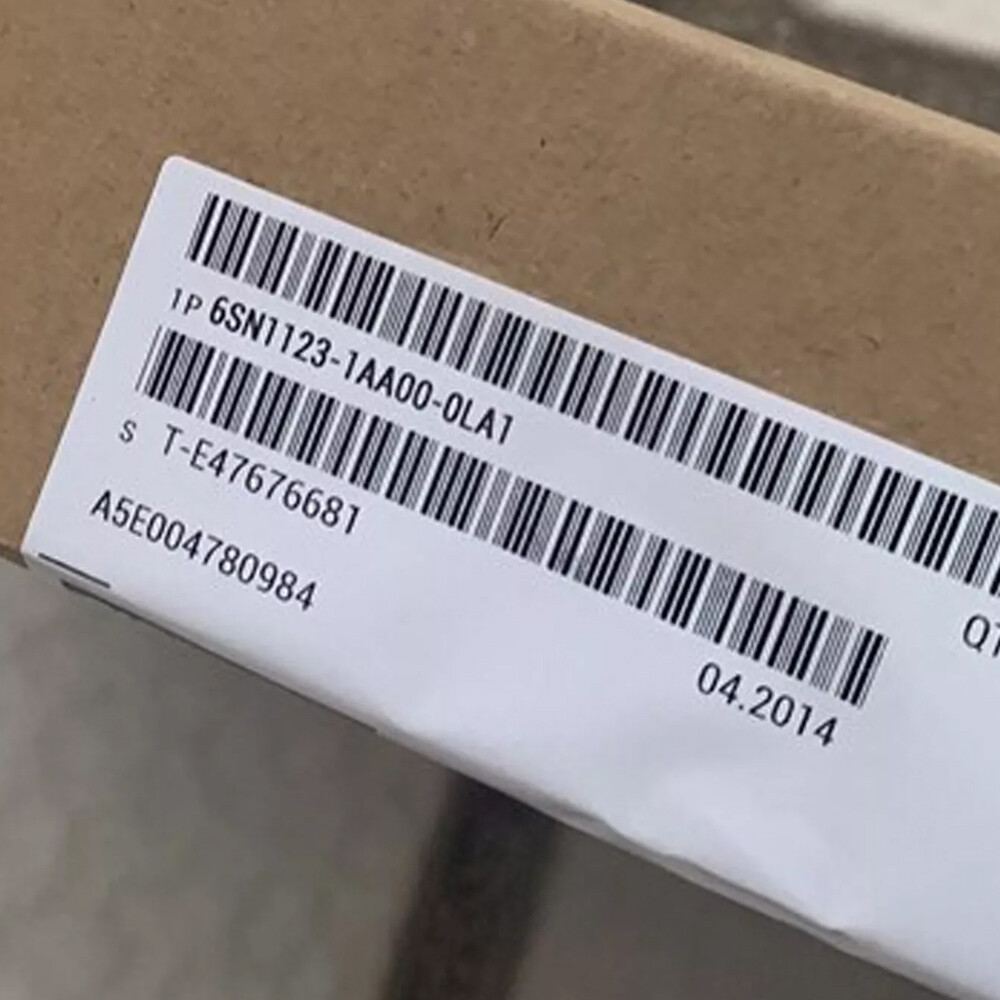 1P 6SN1123-1AA00-0LA1
S T-E47676681
A5E004780984
04.2014